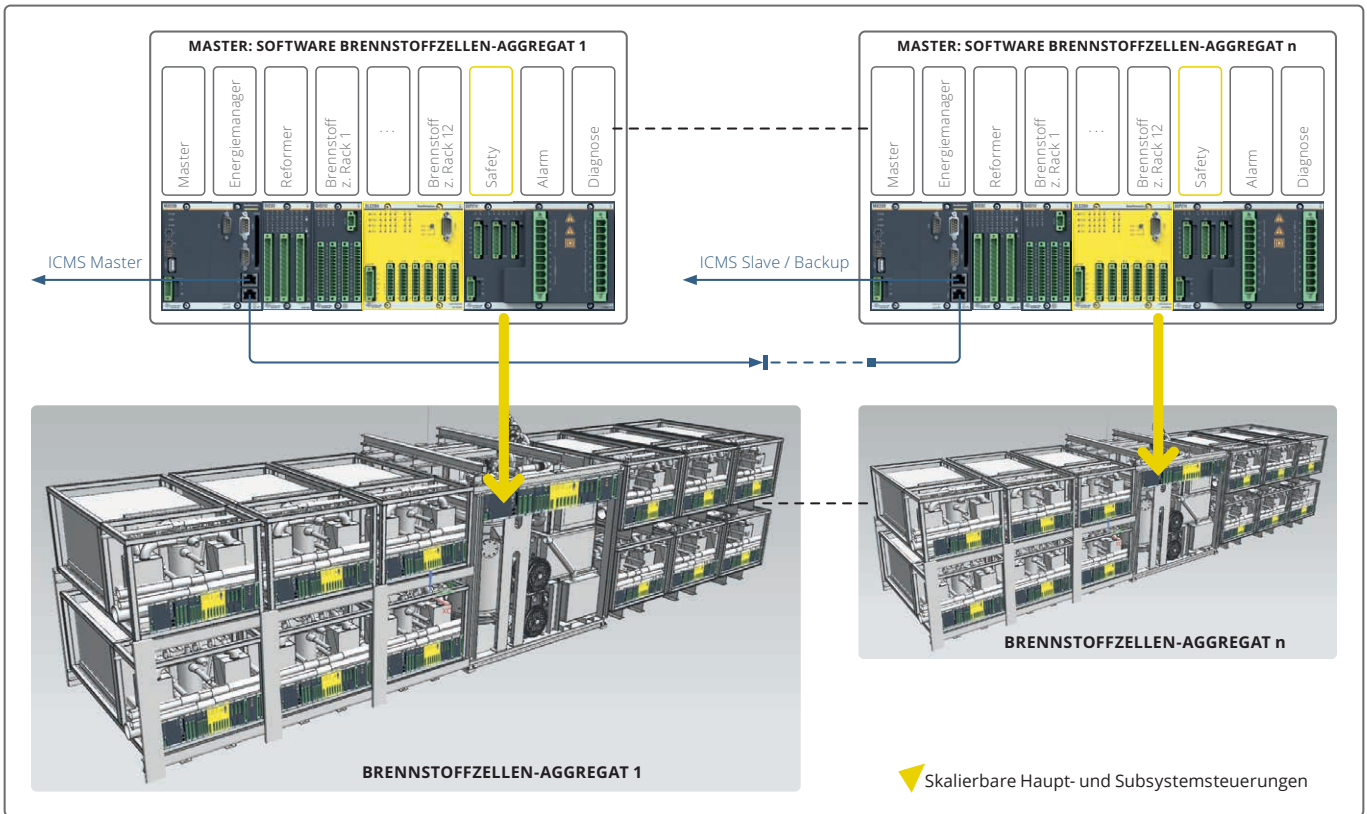 MASTER: SOFTWARE BRENNSTOFFZELLEN-AGGREGAT 1
Master
Energiemanager
Reformer
Brennstoff
z. Rack 1
...
Brennstoff
z. Rack 12
Safety
Alarm
Diagnose
ICMS Master
MASTER: SOFTWARE BRENNSTOFFZELLEN-AGGREGAT n
Master
Energiemanager
Reformer
Brennstoff
z. Rack 1
...
Brennstoff
z. Rack 12
Safety
Alarm
Diagnose
ICMS Slave / Backup
BRENNSTOFFZELLEN-AGGREGAT 1
BRENNSTOFFZELLEN-AGGREGAT n
Skalierbare Haupt- und Subsystemsteuerungen